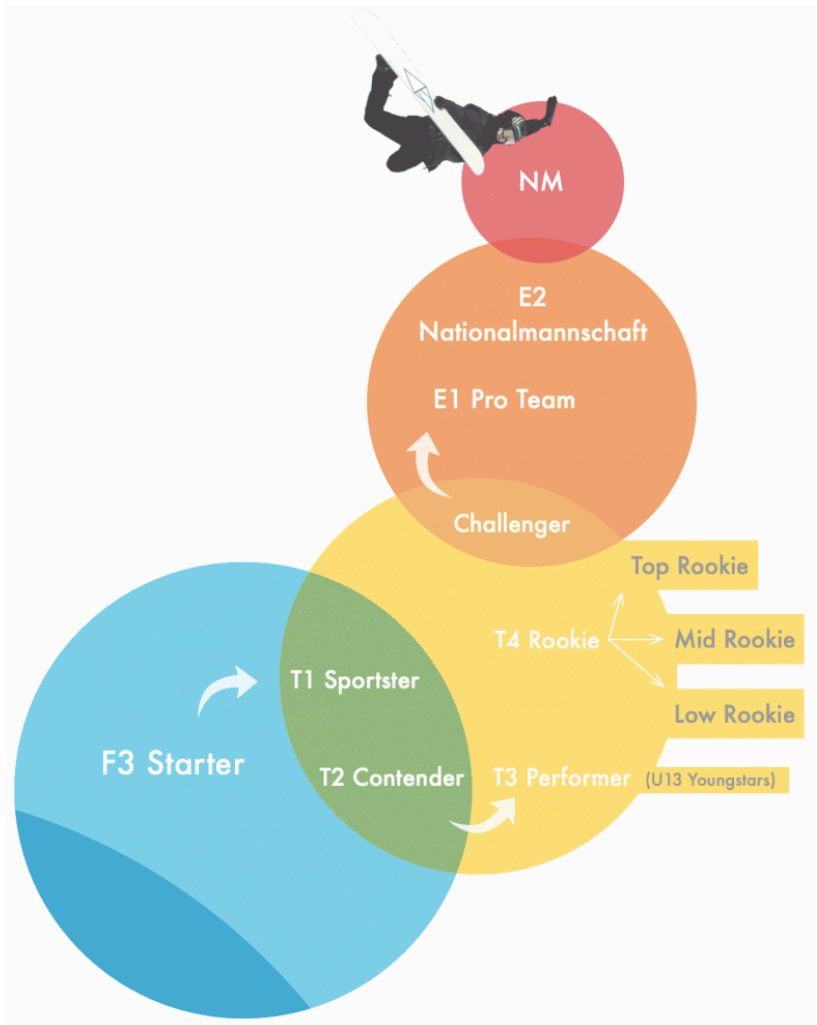 NM
E2
Nationalmannschaft
E1 Pro Team
Challenger
Top Rookie
T4 Rookie
Mid Rookie
Low Rookie
T1 Sportster
F3 Starter
T2 Contender
T3 Performer
(U13 Youngstars)